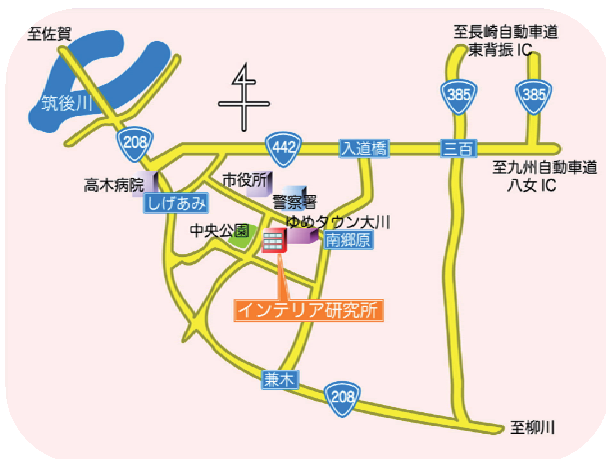 至佐賀
至長崎自動車道
東背振IC
筑後川
385
385
208
442
入道橋
三百
至九州自動車道
八女IC
高木病院
市役所
しげあみ
警察署
ゆめタウン大川
中央公園
南郷原
インテリア研究所
兼木
208
至柳川